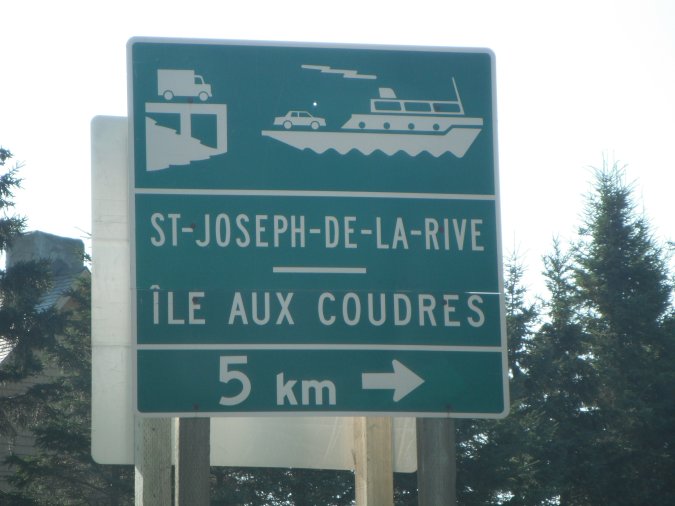 ST-JOSEPH-DE-LA-RIVE
ÎLE AUX COUDRES
5 km